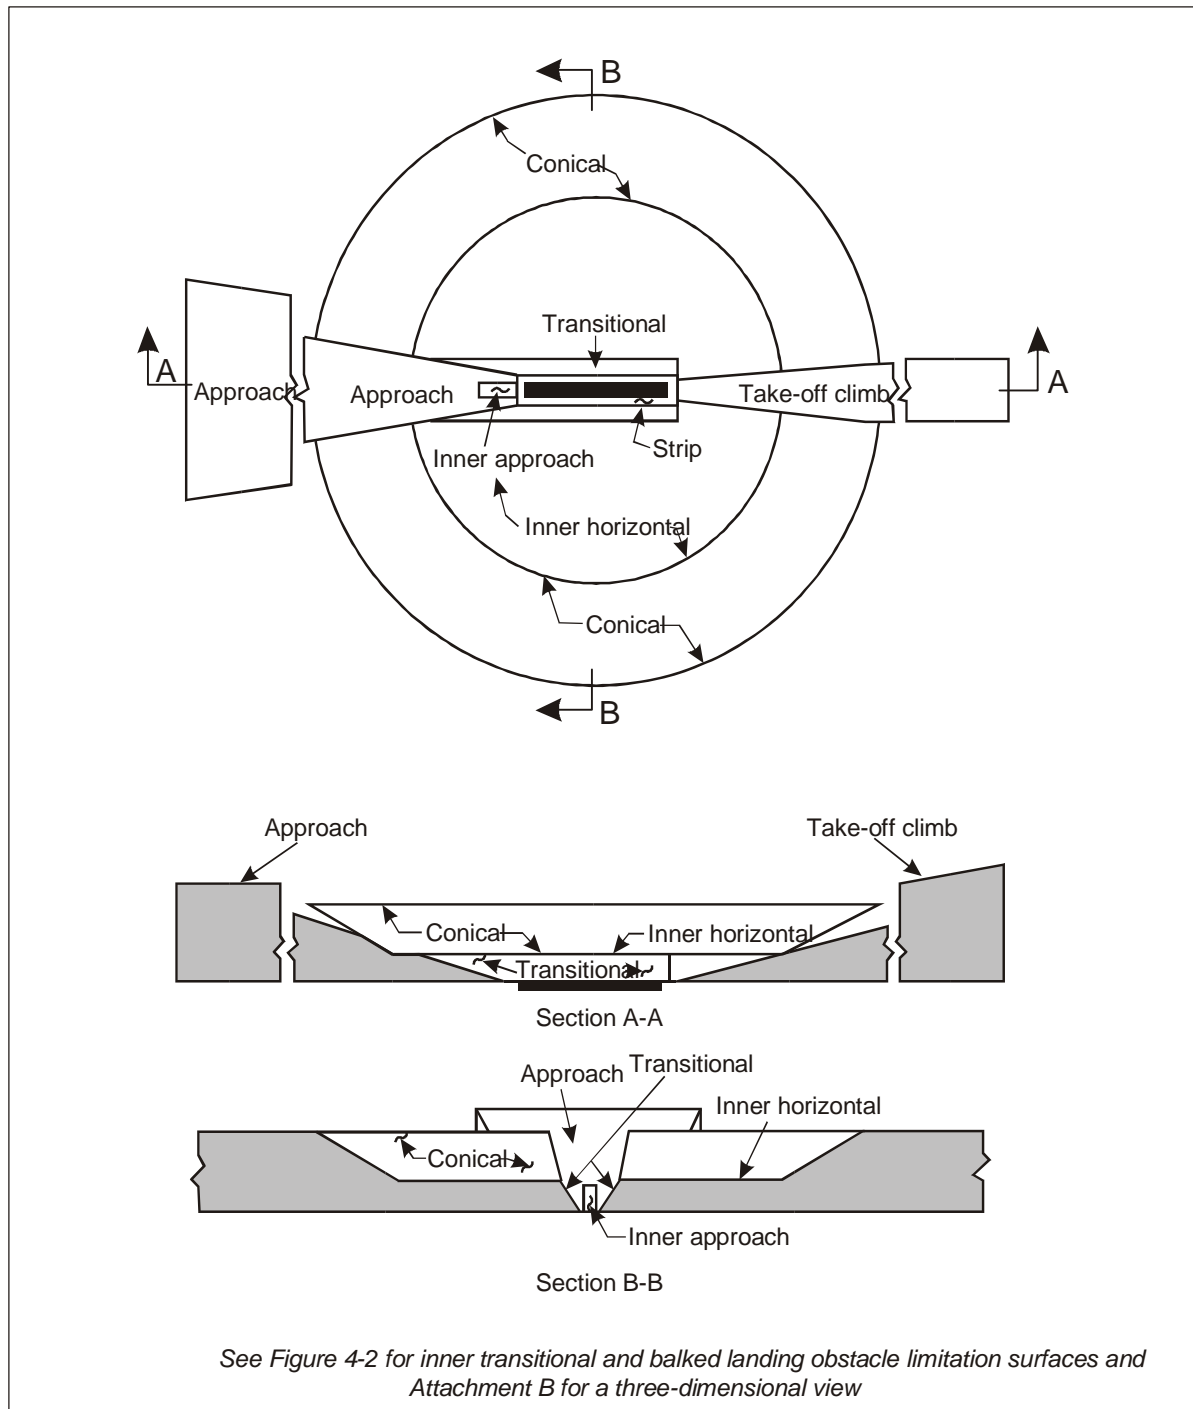 B
Conical
Transitional
A
Approach
Approach
Take-off climb
A
Inner approach
Strip
Inner horizontal
Conical
B
Approach
Take-off climb
Conical
Inner horizontal
Transitional
Section A-A
Transitional
Approach
Inner horizontal
Conical
Inner approach
Section B-B
See Figure 4-2 for inner transitional and balked landing obstacle limitation surfaces and
Attachment B for a three-dimensional view